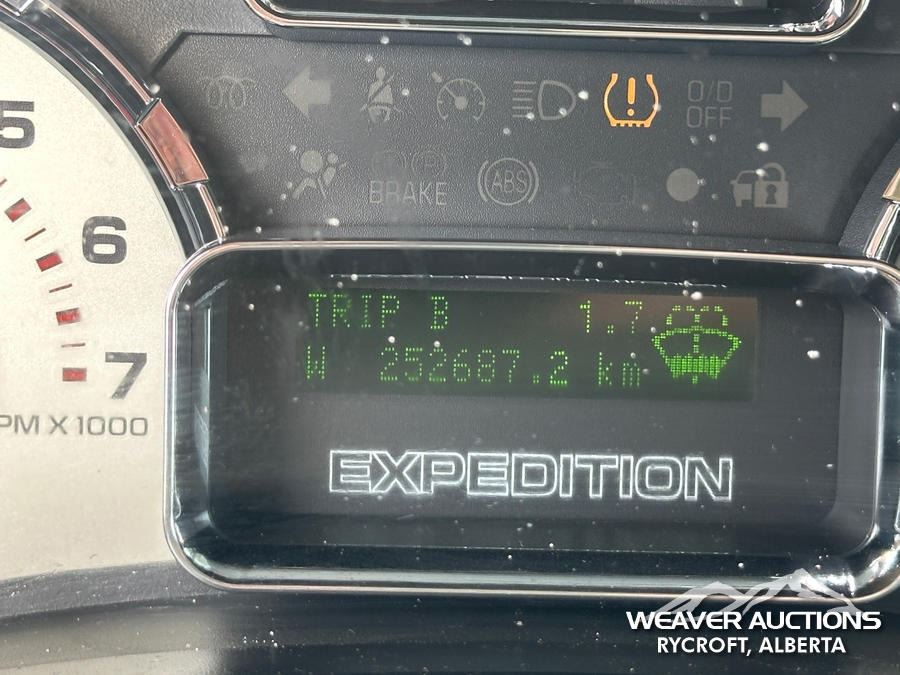 5
O/D
OFF
BRAKE
ABS
6
TRIP B 1.7
W 252687.2 km
7
PM X 1000
EXPEDITION
WEAVER AUCTIONS
RYCROFT, ALBERTA